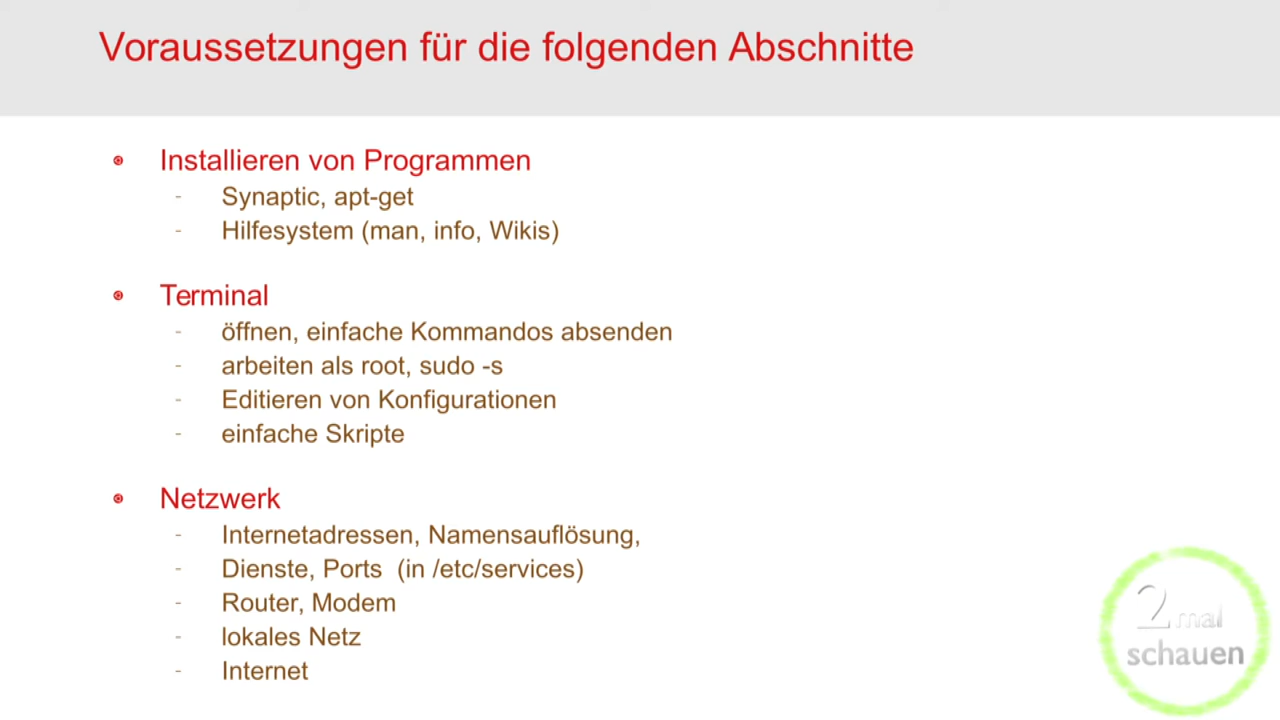 Voraussetzungen für die folgenden Abschnitte
Installieren von Programmen
- Synaptic, apt-get
- Hilfesystem (man, info, Wikis)
Terminal
- öffnen, einfache Kommandos absenden
- arbeiten als root, sudo -s
- Editieren von Konfigurationen
- einfache Skripte
Netzwerk
- Internetadressen, Namensauflösung,
- Dienste, Ports  (in /etc/services)
- Router, Modem
- lokales Netz
- Internet
2mal
schauen